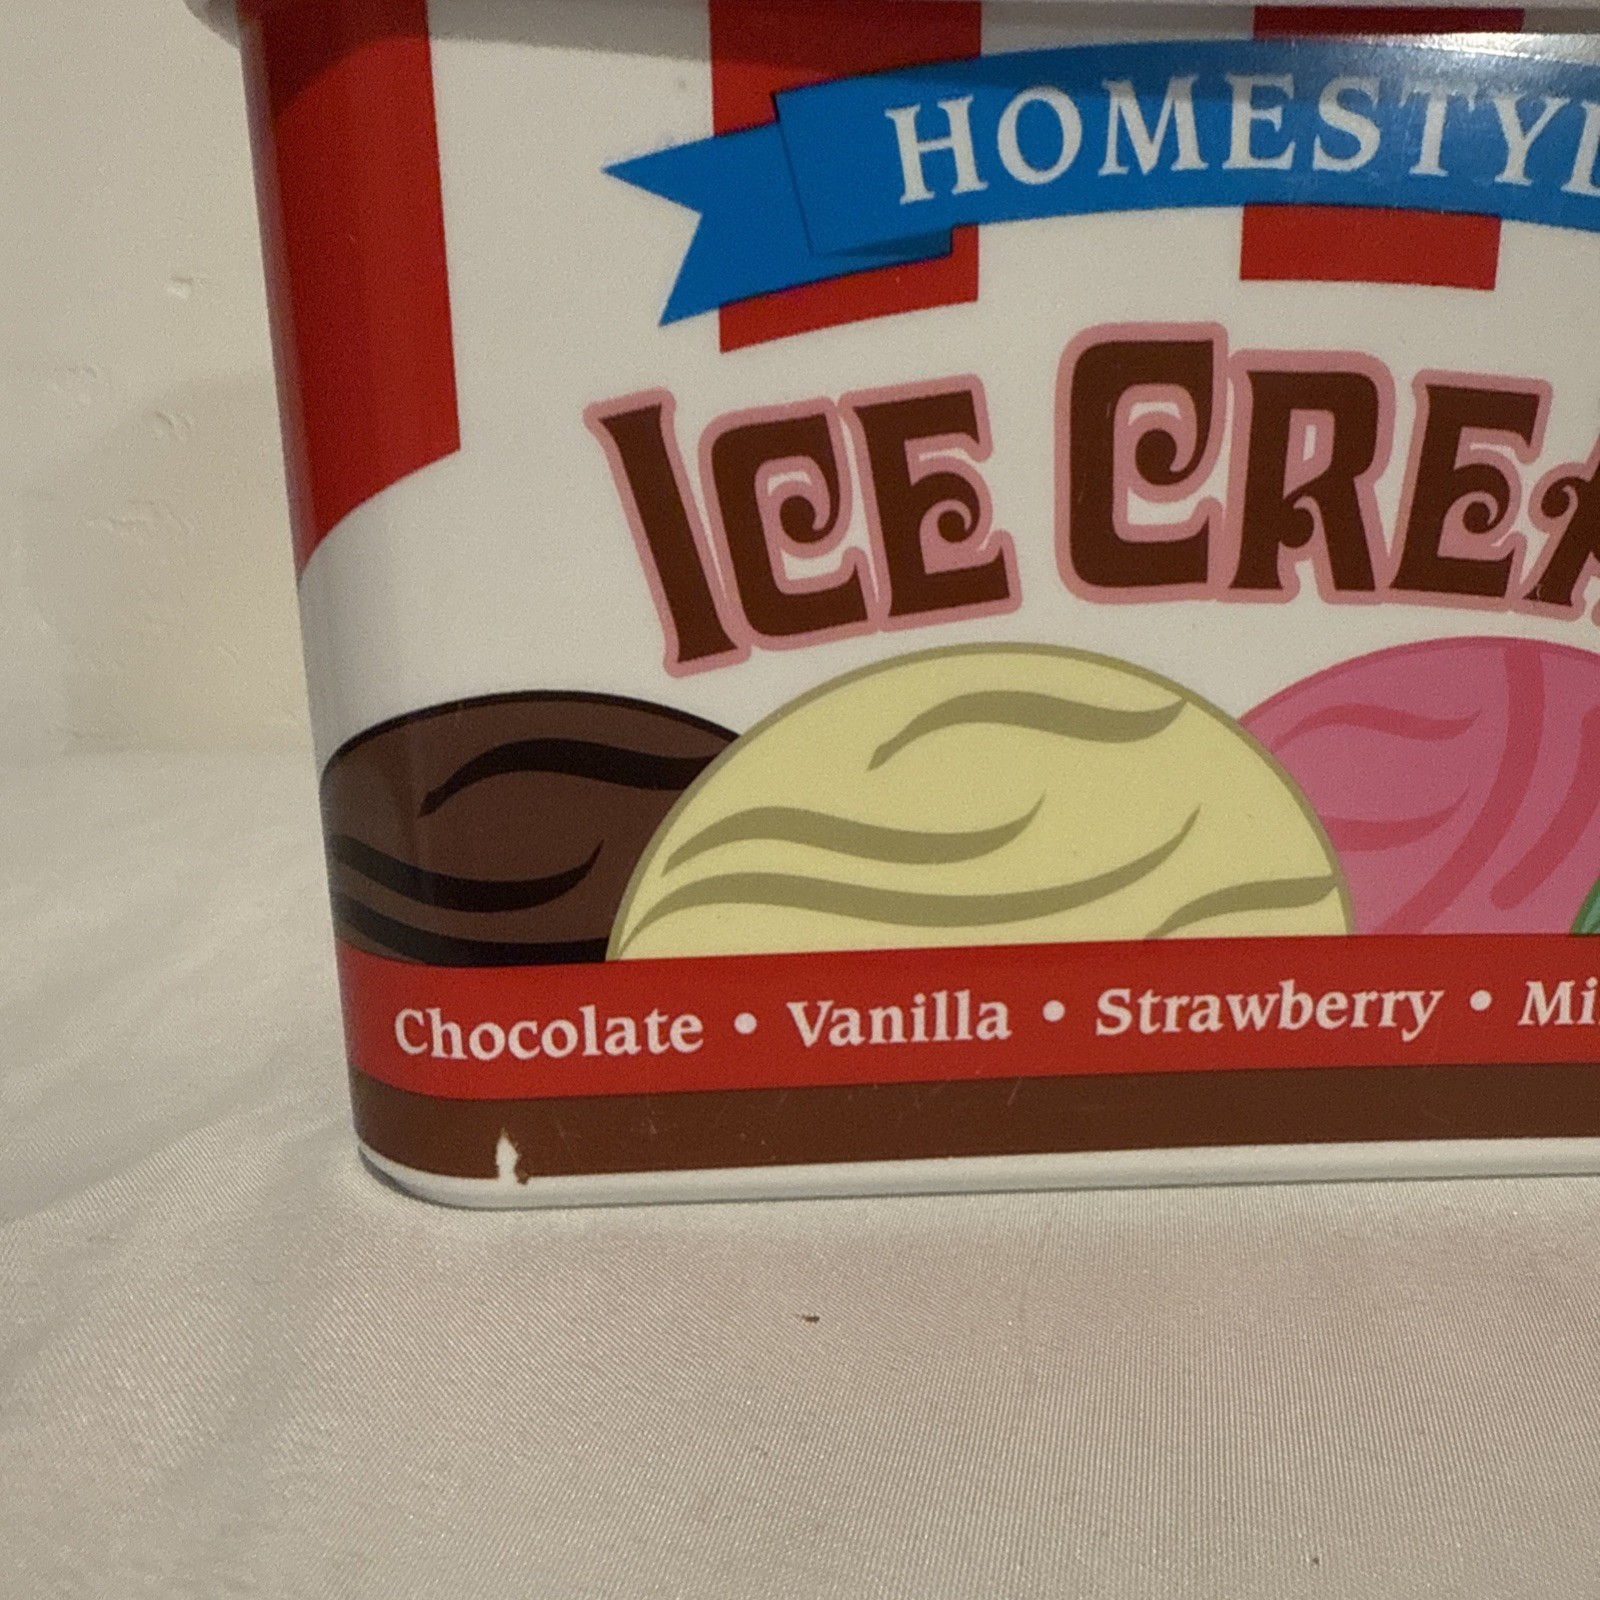 HOMESTYL
ICE CREA
Chocolate • Vanilla • Strawberry • Mi